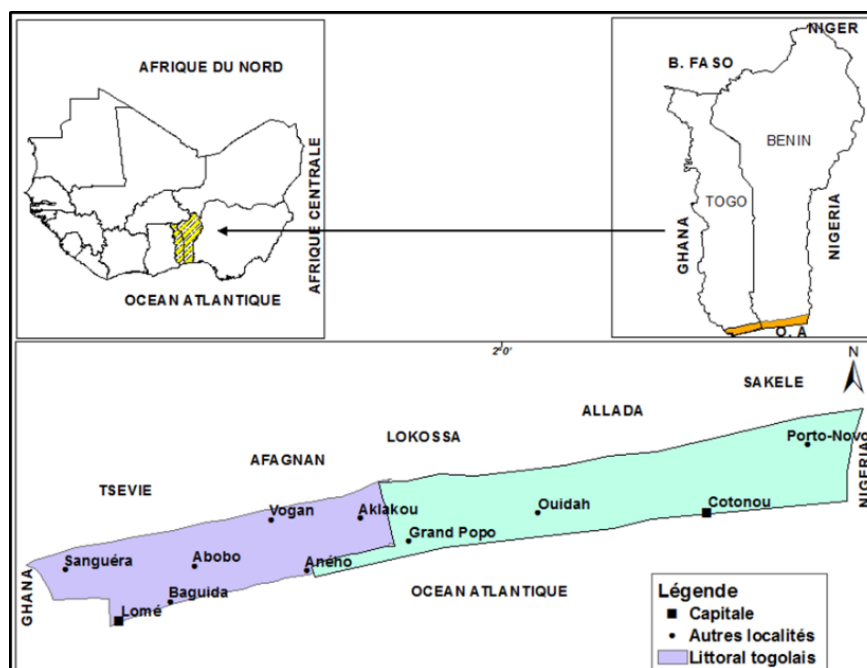 AFRIQUE DU NORD
AFRIQUE CENTRALE
OCEAN ATLANTIQUE
NIGER
B. FASO
BENIN
TOGO
GHANA
NIGERIA
O. A
2°0'
N
SAKELE
ALLADA
LOKOSSA
AFAGNAN
TSEVIE
Porto-Novo
NIGERIA
Vogan
Aklakou
Ouidah
Cotonou
Grand Popo
Sanguéra
Abobo
Aného
Baguida
GHANA
Lomé
OCEAN ATLANTIQUE
Légende
Capitale
Autres localités
Littoral togolais